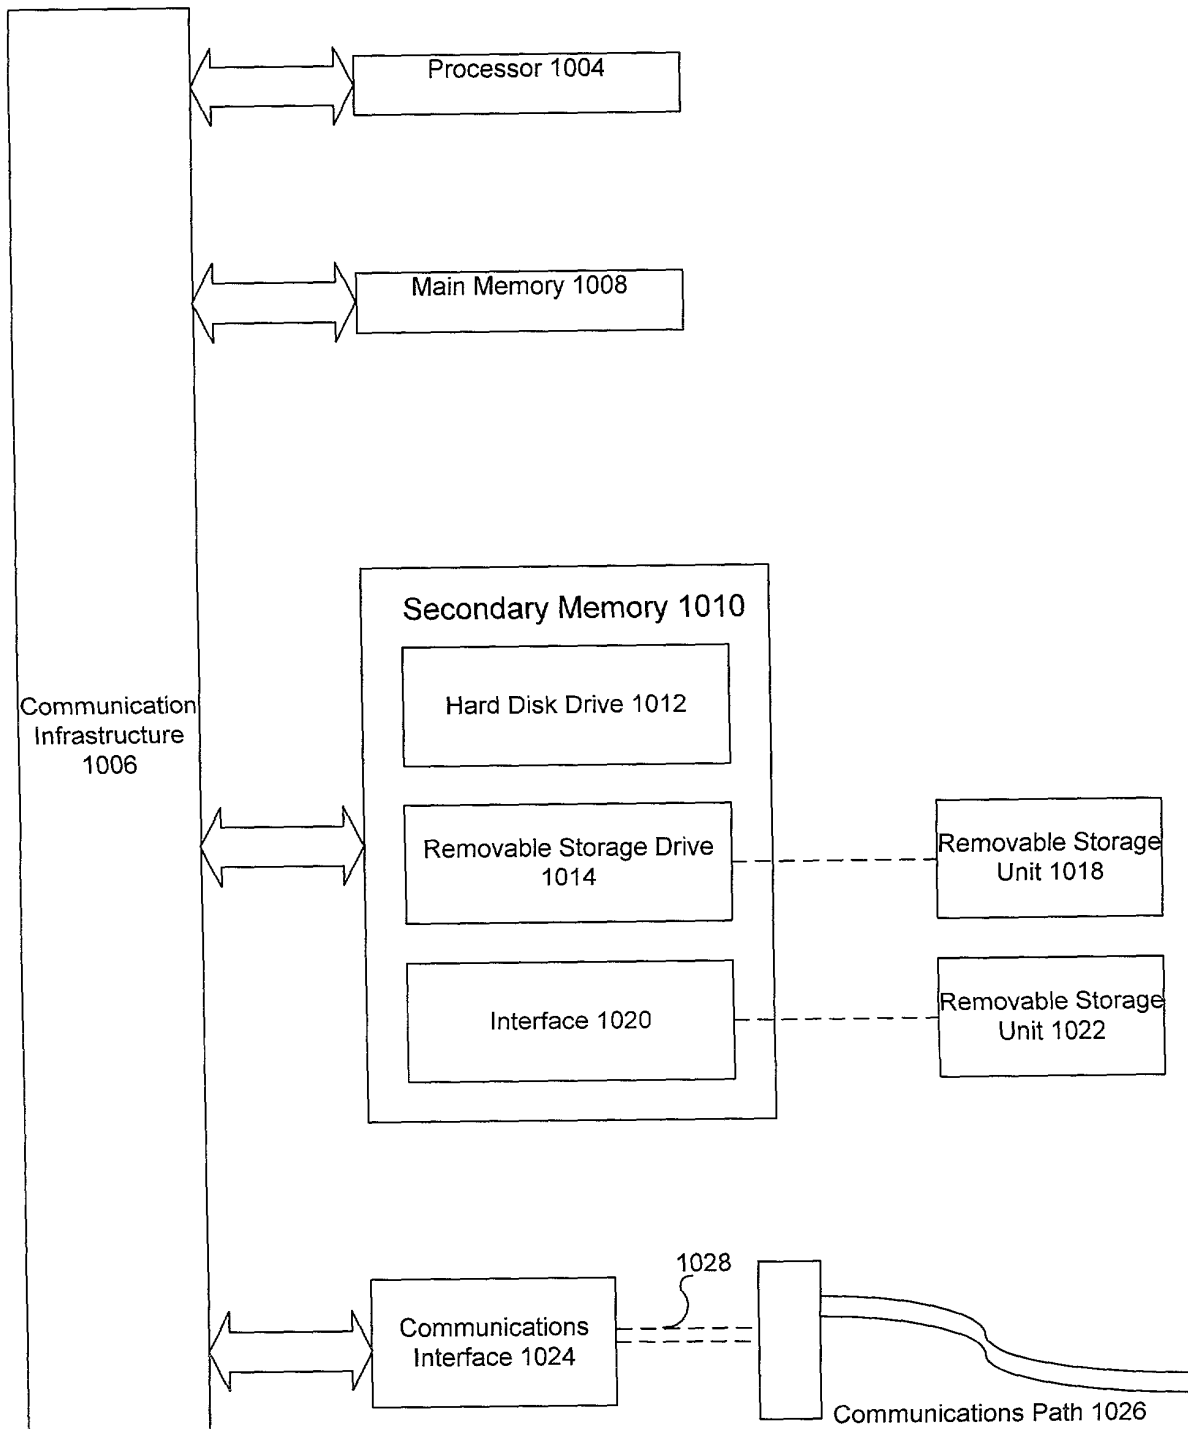 Processor 1004
Main Memory 1008
Secondary Memory 1010
Hard Disk Drive 1012
Communication
Infrastructure
1006
Removable Storage Drive
1014
Removable Storage
Unit 1018
Interface 1020
Removable Storage
Unit 1022
1028
Communications
Interface 1024
Communications Path 1026